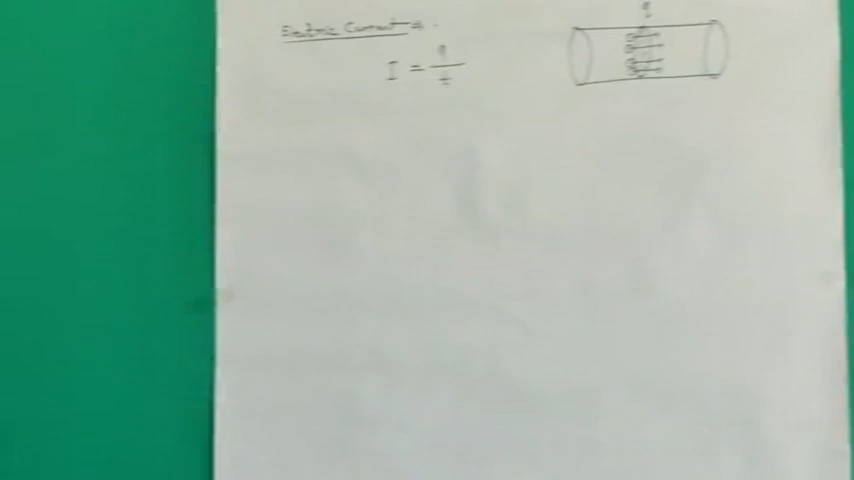 Electric Current
q
I = q / t